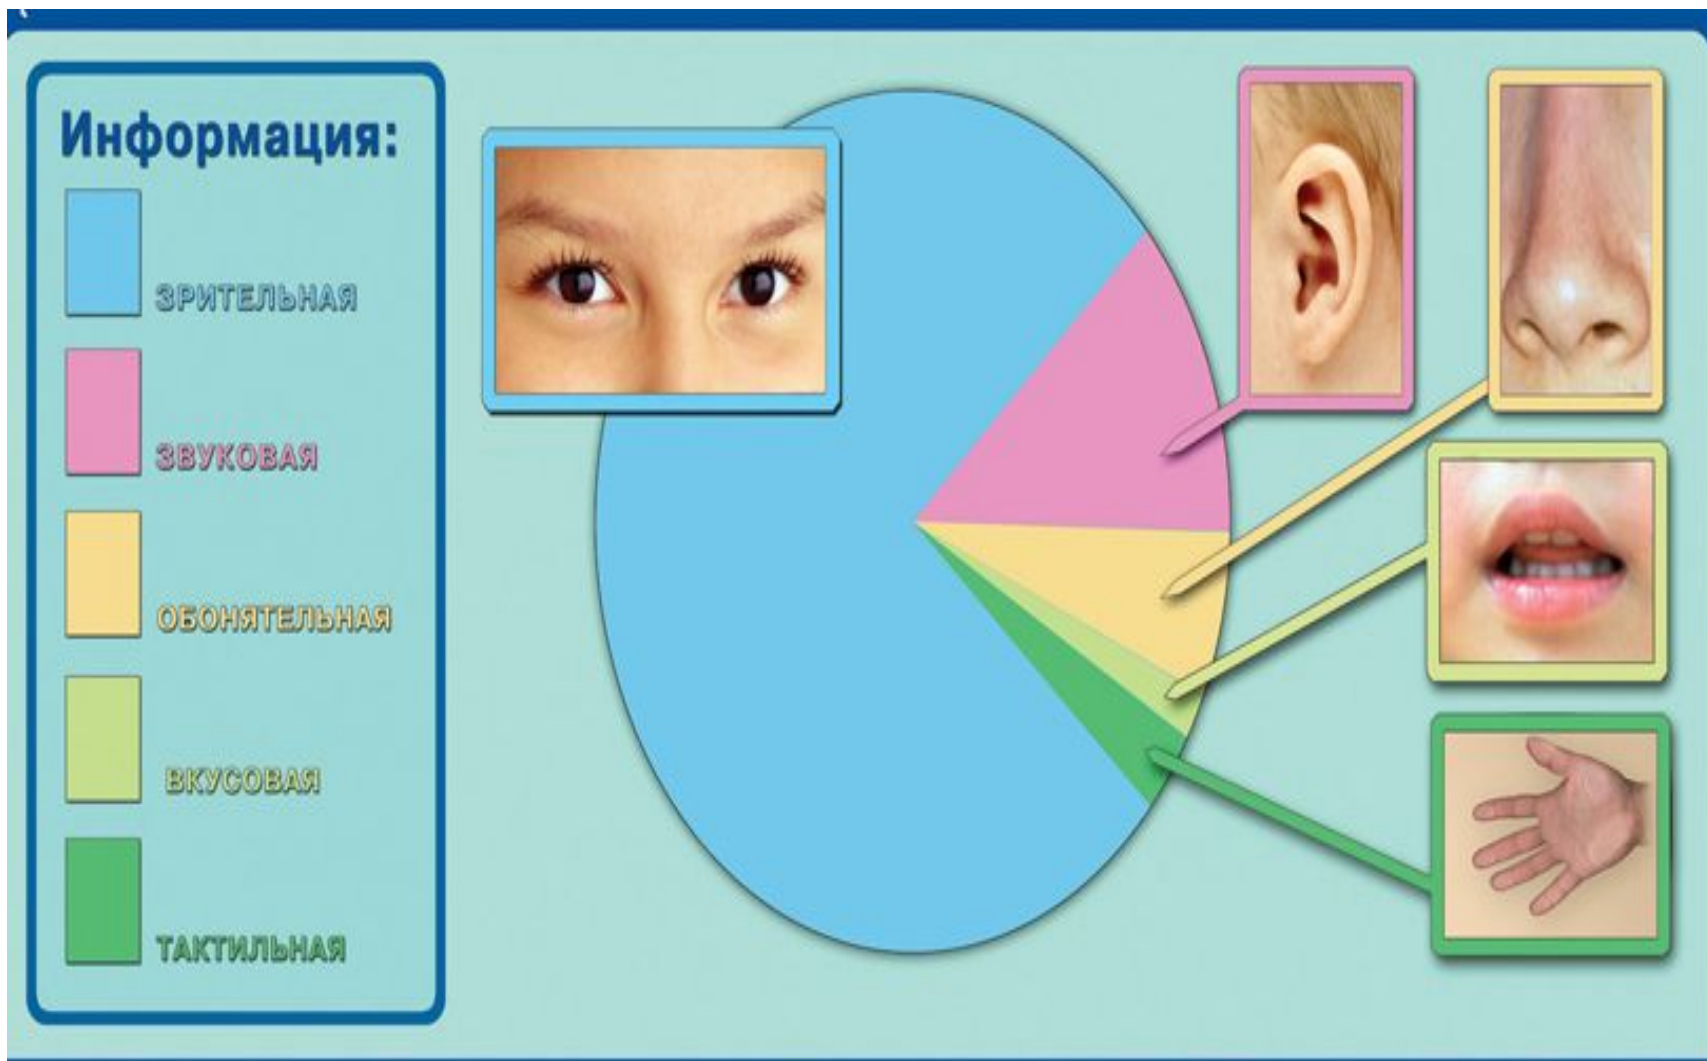 Информация:
ЗРИТЕЛЬНАЯ
ЗВУКОВАЯ
ОБОНЯТЕЛЬНАЯ
ВКУСОВАЯ
ТАКТИЛЬНАЯ